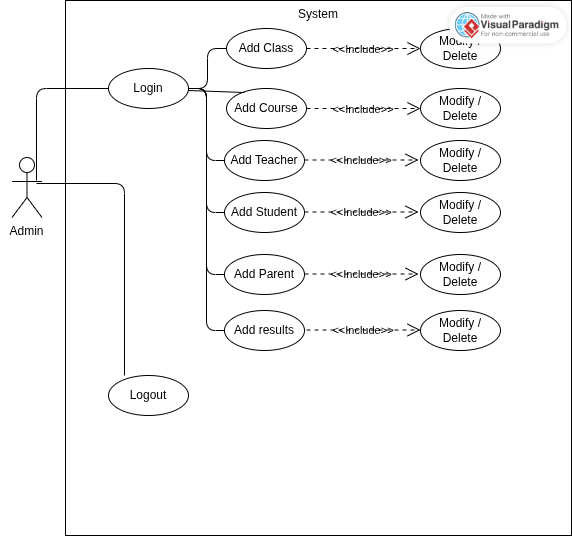 System
Made with
VisualParadigm
For non-commercial use
Add Class
<<Include>>
Modify /
Delete
Login
Add Course
<<Include>>
Modify /
Delete
Add Teacher
<<Include>>
Modify /
Delete
Add Student
<<Include>>
Modify /
Delete
Admin
Add Parent
<<Include>>
Modify /
Delete
Add results
<<Include>>
Modify /
Delete
Logout